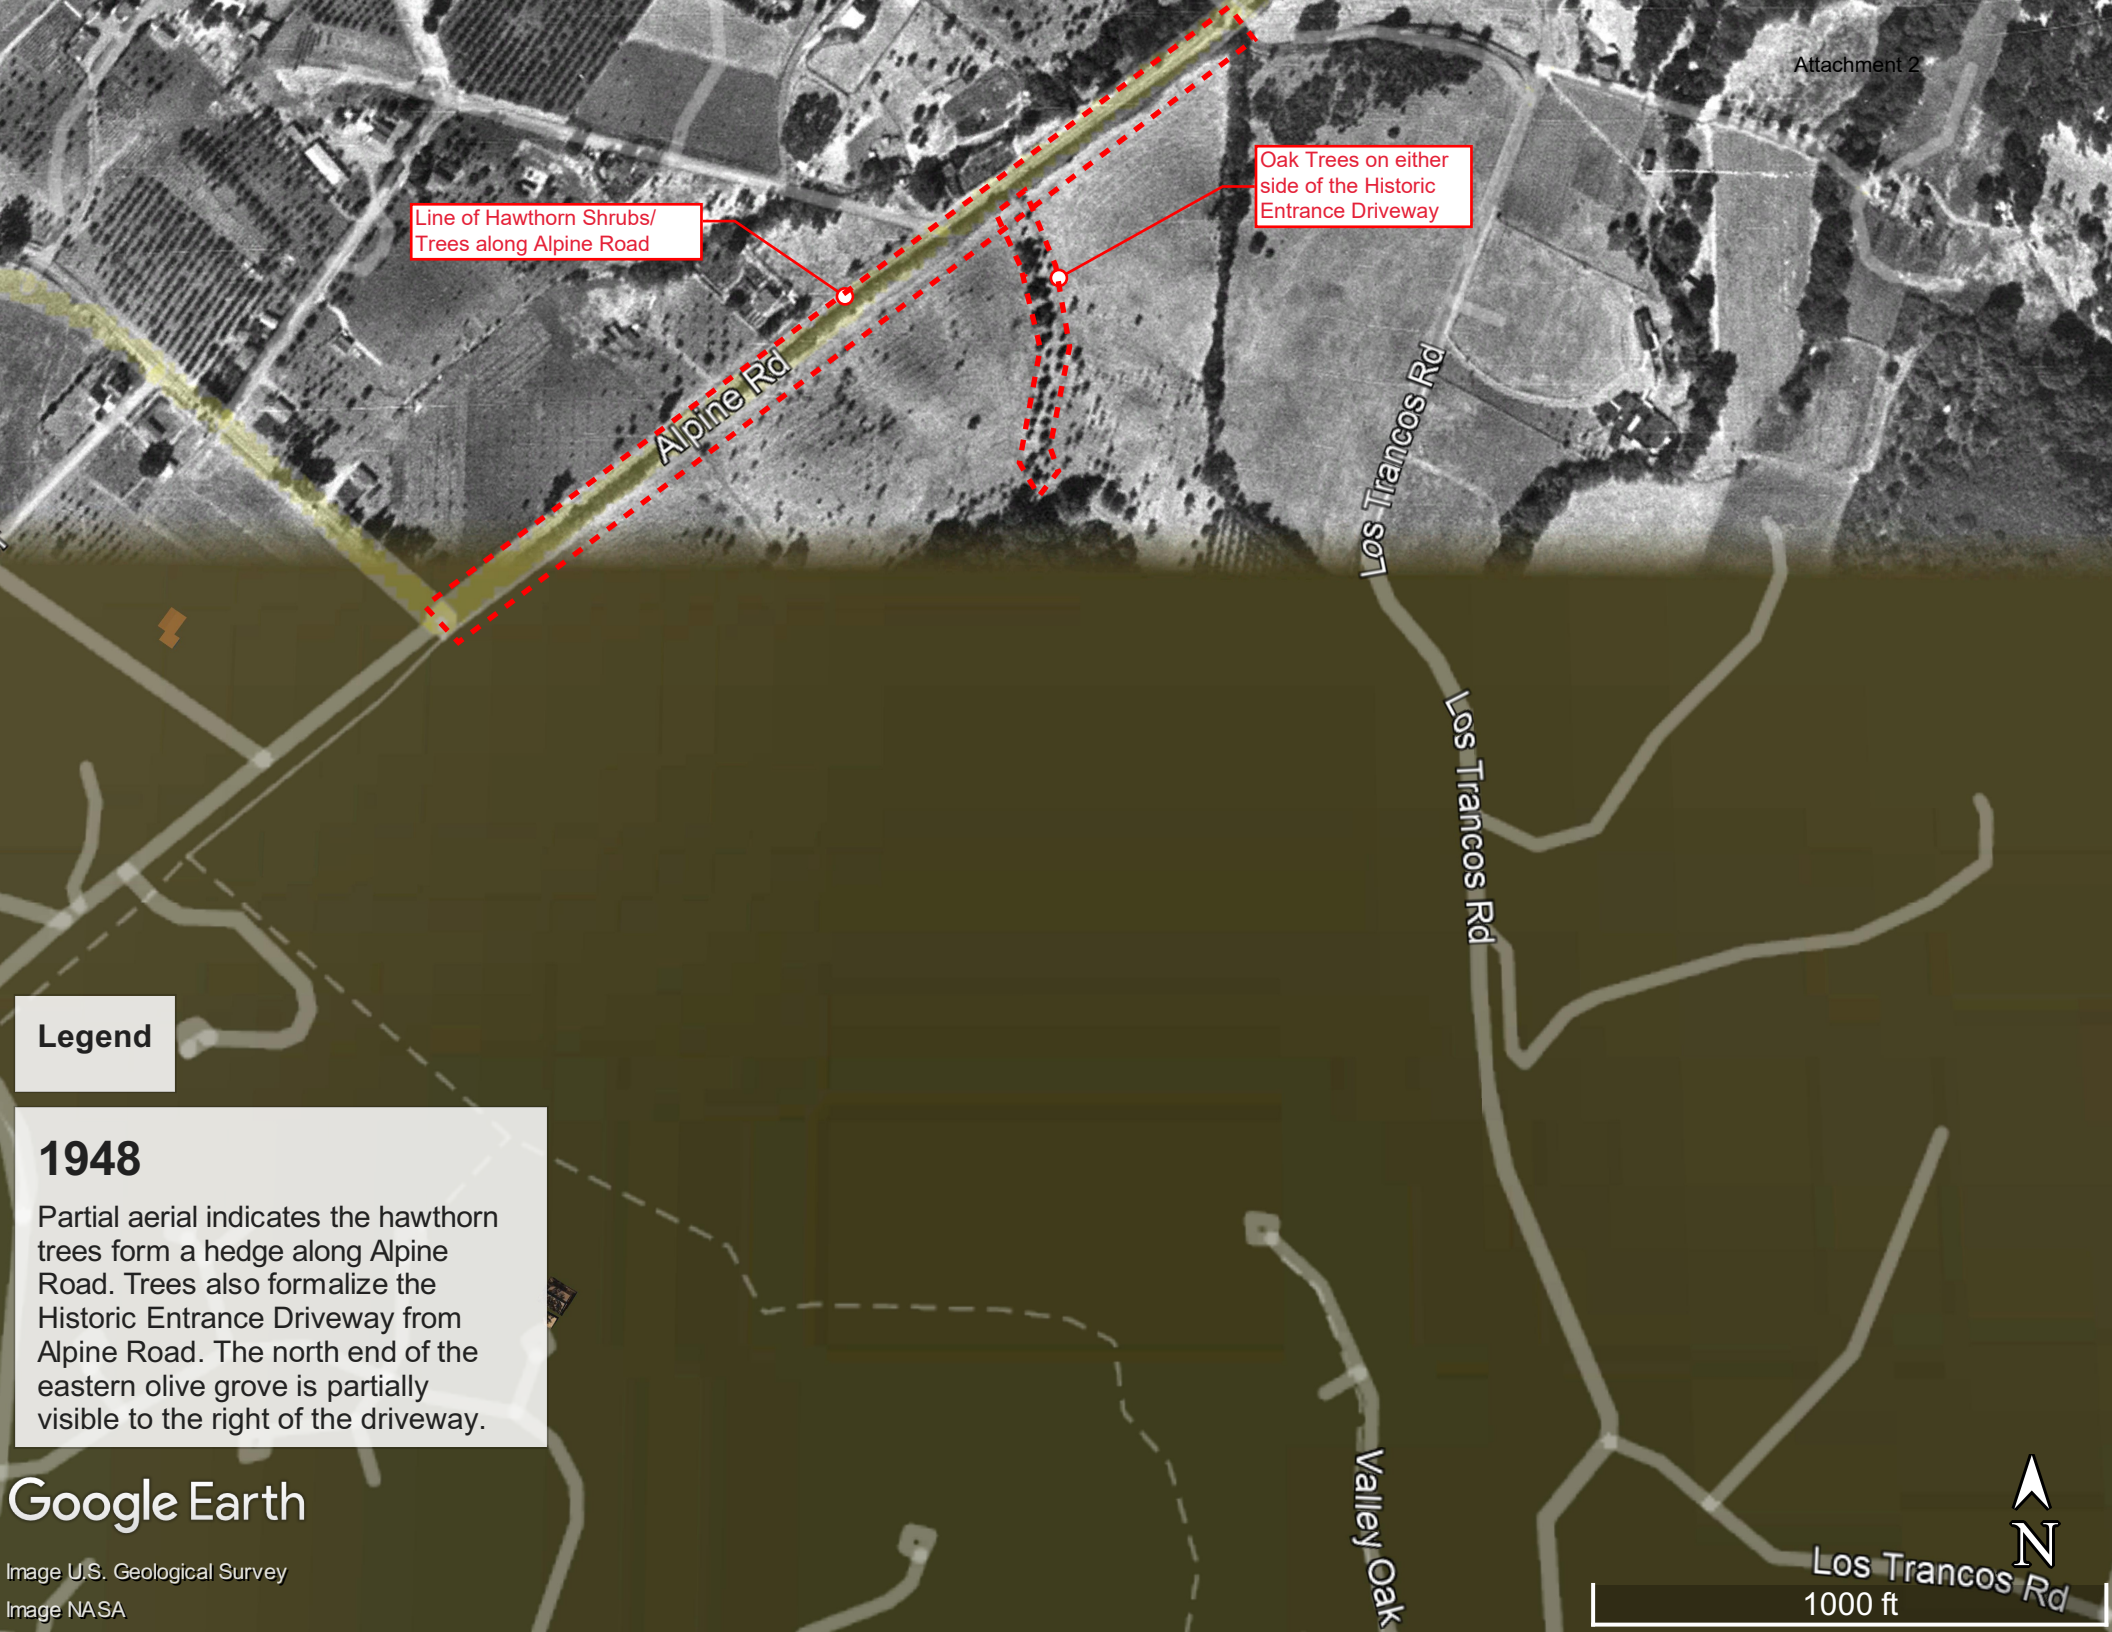 Attachment 2
Oak Trees on either
side of the Historic
Entrance Driveway
Line of Hawthorn Shrubs/
Trees along Alpine Road
Alpine Rd
Los Trancos Rd
Los Trancos Rd
Legend
1948
Partial aerial indicates the hawthorn
trees form a hedge along Alpine
Road. Trees also formalize the
Historic Entrance Driveway from
Alpine Road. The north end of the
eastern olive grove is partially
visible to the right of the driveway.
Valley Oak
Google Earth
Image U.S. Geological Survey
Image NASA
N
Los Trancos Rd
1000 ft